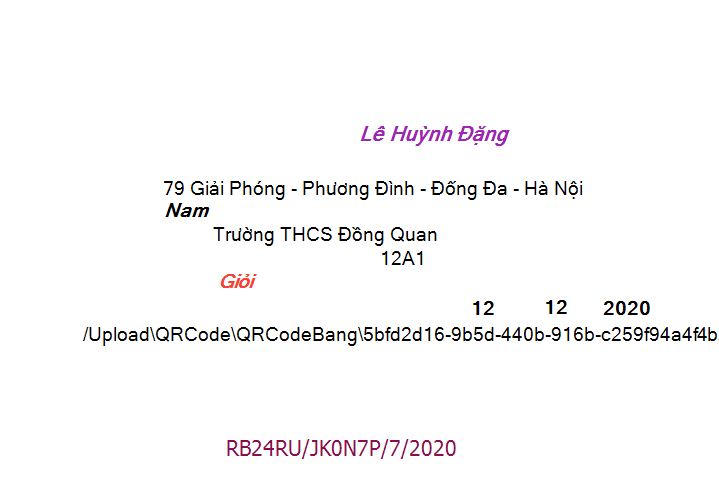 Lê Huỳnh Đặng
79 Giải Phóng - Phương Đình - Đống Đa - Hà Nội
Nam
Trường THCS Đồng Quan
12A1
Giỏi
12 12 2020
/Upload\QRCode\QRCodeBang\5bfd2d16-9b5d-440b-916b-c259f94a4f4b
RB24RU/JK0N7P/7/2020